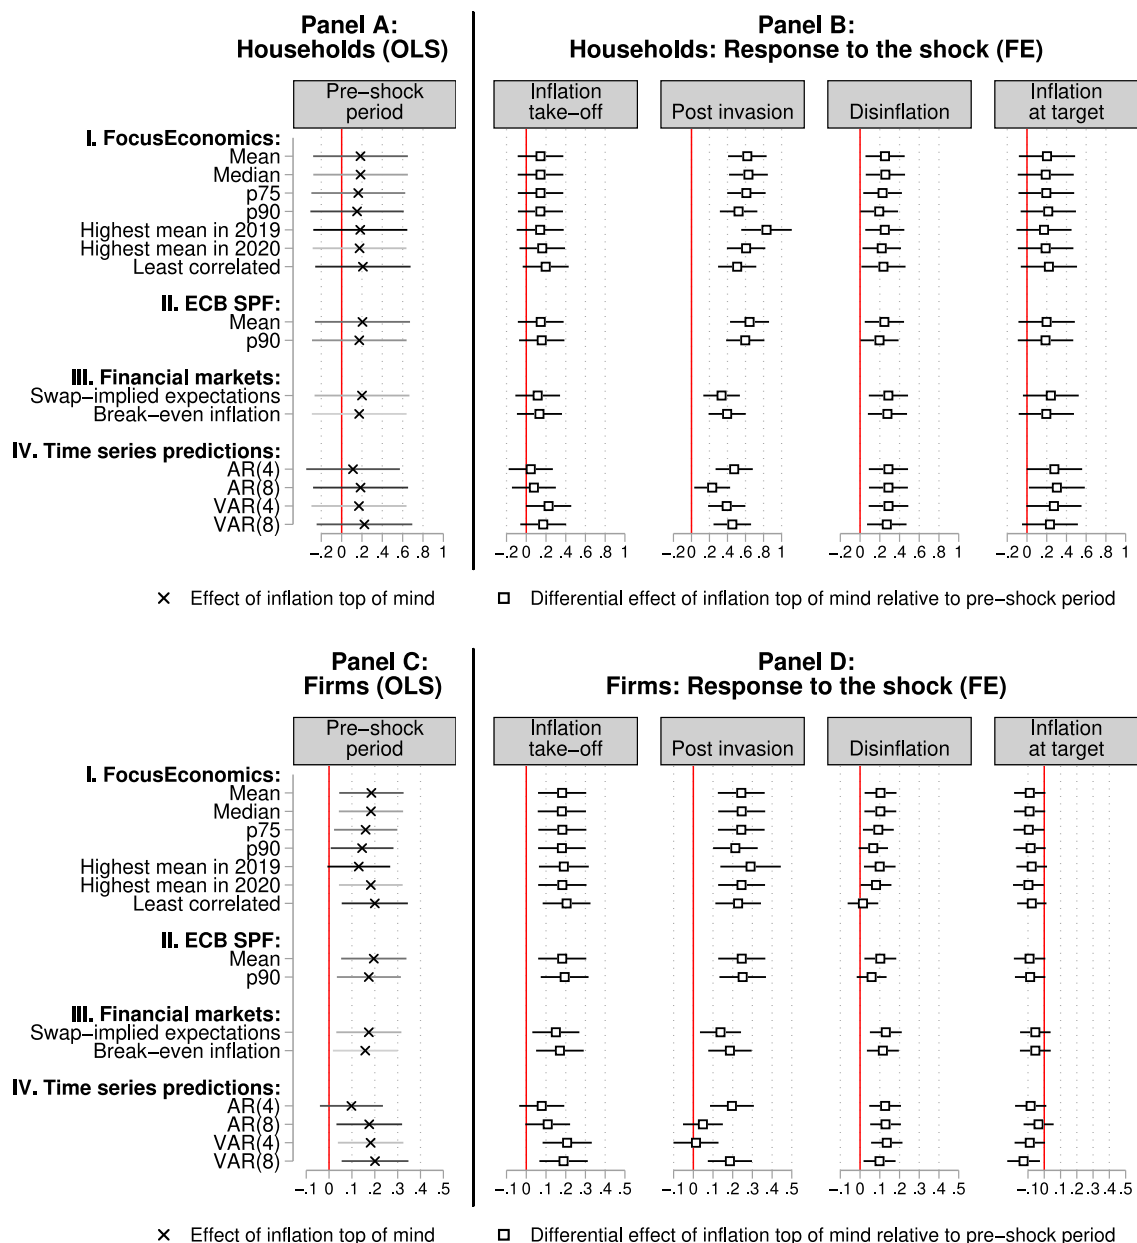 Panel A:
Households (OLS)
Panel B:
Households: Response to the shock (FE)
Pre−shock
period
Inflation
take−off
Post invasion
Disinflation
Inflation
at target
I. FocusEconomics:
Mean
Median
p75
p90
Highest mean in 2019
Highest mean in 2020
Least correlated
II. ECB SPF:
Mean
p90
III. Financial markets:
Swap−implied expectations
Break−even inflation
IV. Time series predictions:
AR(4)
AR(8)
VAR(4)
VAR(8)
−.2 0 .2 .4 .6 .8 1
−.2 0 .2 .4 .6 .8 1
−.2 0 .2 .4 .6 .8 1
−.2 0 .2 .4 .6 .8 1
−.2 0 .2 .4 .6 .8 1
Effect of inflation top of mind
Differential effect of inflation top of mind relative to pre−shock period
Panel C:
Firms (OLS)
Panel D:
Firms: Response to the shock (FE)
Pre−shock
period
Inflation
take−off
Post invasion
Disinflation
Inflation
at target
I. FocusEconomics:
Mean
Median
p75
p90
Highest mean in 2019
Highest mean in 2020
Least correlated
II. ECB SPF:
Mean
p90
III. Financial markets:
Swap−implied expectations
Break−even inflation
IV. Time series predictions:
AR(4)
AR(8)
VAR(4)
VAR(8)
−.1 0 .1 .2 .3 .4 .5
−.1 0 .1 .2 .3 .4 .5
−.1 0 .1 .2 .3 .4 .5
−.1 0 .1 .2 .3 .4 .5
−.1 0 .1 .2 .3 .4 .5
Effect of inflation top of mind
Differential effect of inflation top of mind relative to pre−shock period